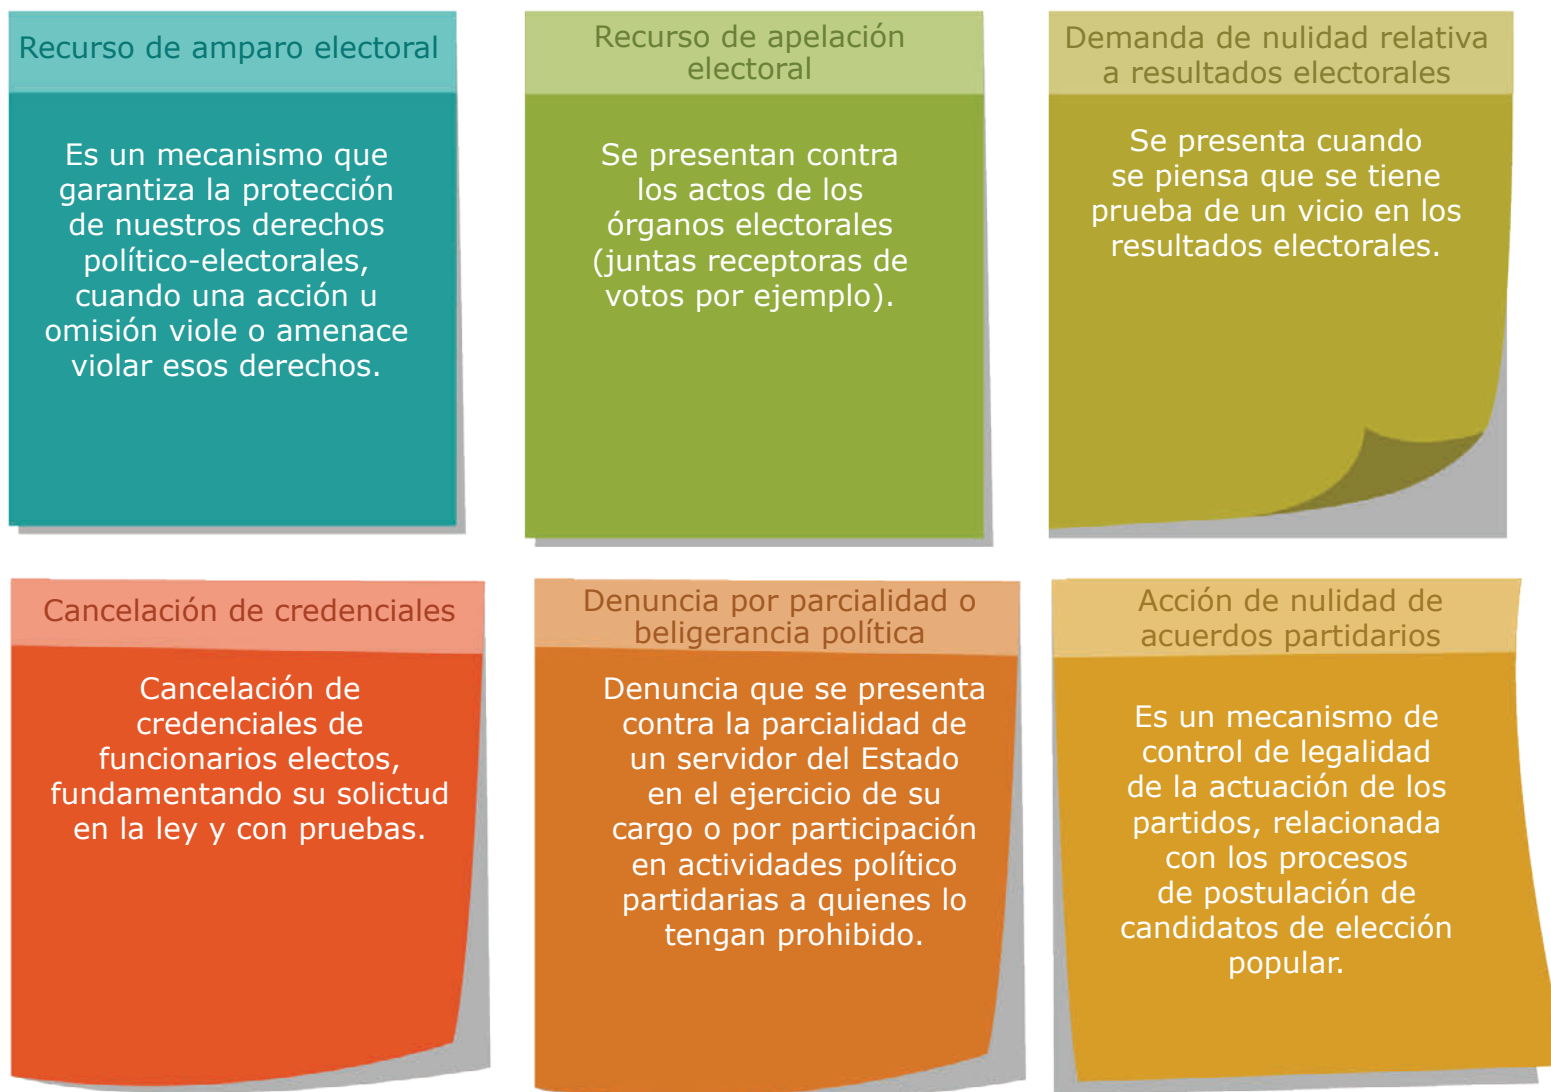 Recurso de amparo electoral
Es un mecanismo que
garantiza la protección
de nuestros derechos
político-electorales,
cuando una acción u
omisión viole o amenace
violar esos derechos.
Recurso de apelación
electoral
Se presentan contra
los actos de los
órganos electorales
(juntas receptoras de
votos por ejemplo).
Demanda de nulidad relativa
a resultados electorales
Se presenta cuando
se piensa que se tiene
prueba de un vicio en los
resultados electorales.
Cancelación de credenciales
Cancelación de
credenciales de
funcionarios electos,
fundamentando su solictud
en la ley y con pruebas.
Denuncia por parcialidad o
beligerancia política
Denuncia que se presenta
contra la parcialidad de
un servidor del Estado
en el ejercicio de su
cargo o por participación
en actividades político
partidarias a quienes lo
tengan prohibido.
Acción de nulidad de
acuerdos partidarios
Es un mecanismo de
control de legalidad
de la actuación de los
partidos, relacionada
con los procesos
de postulación de
candidatos de elección
popular.